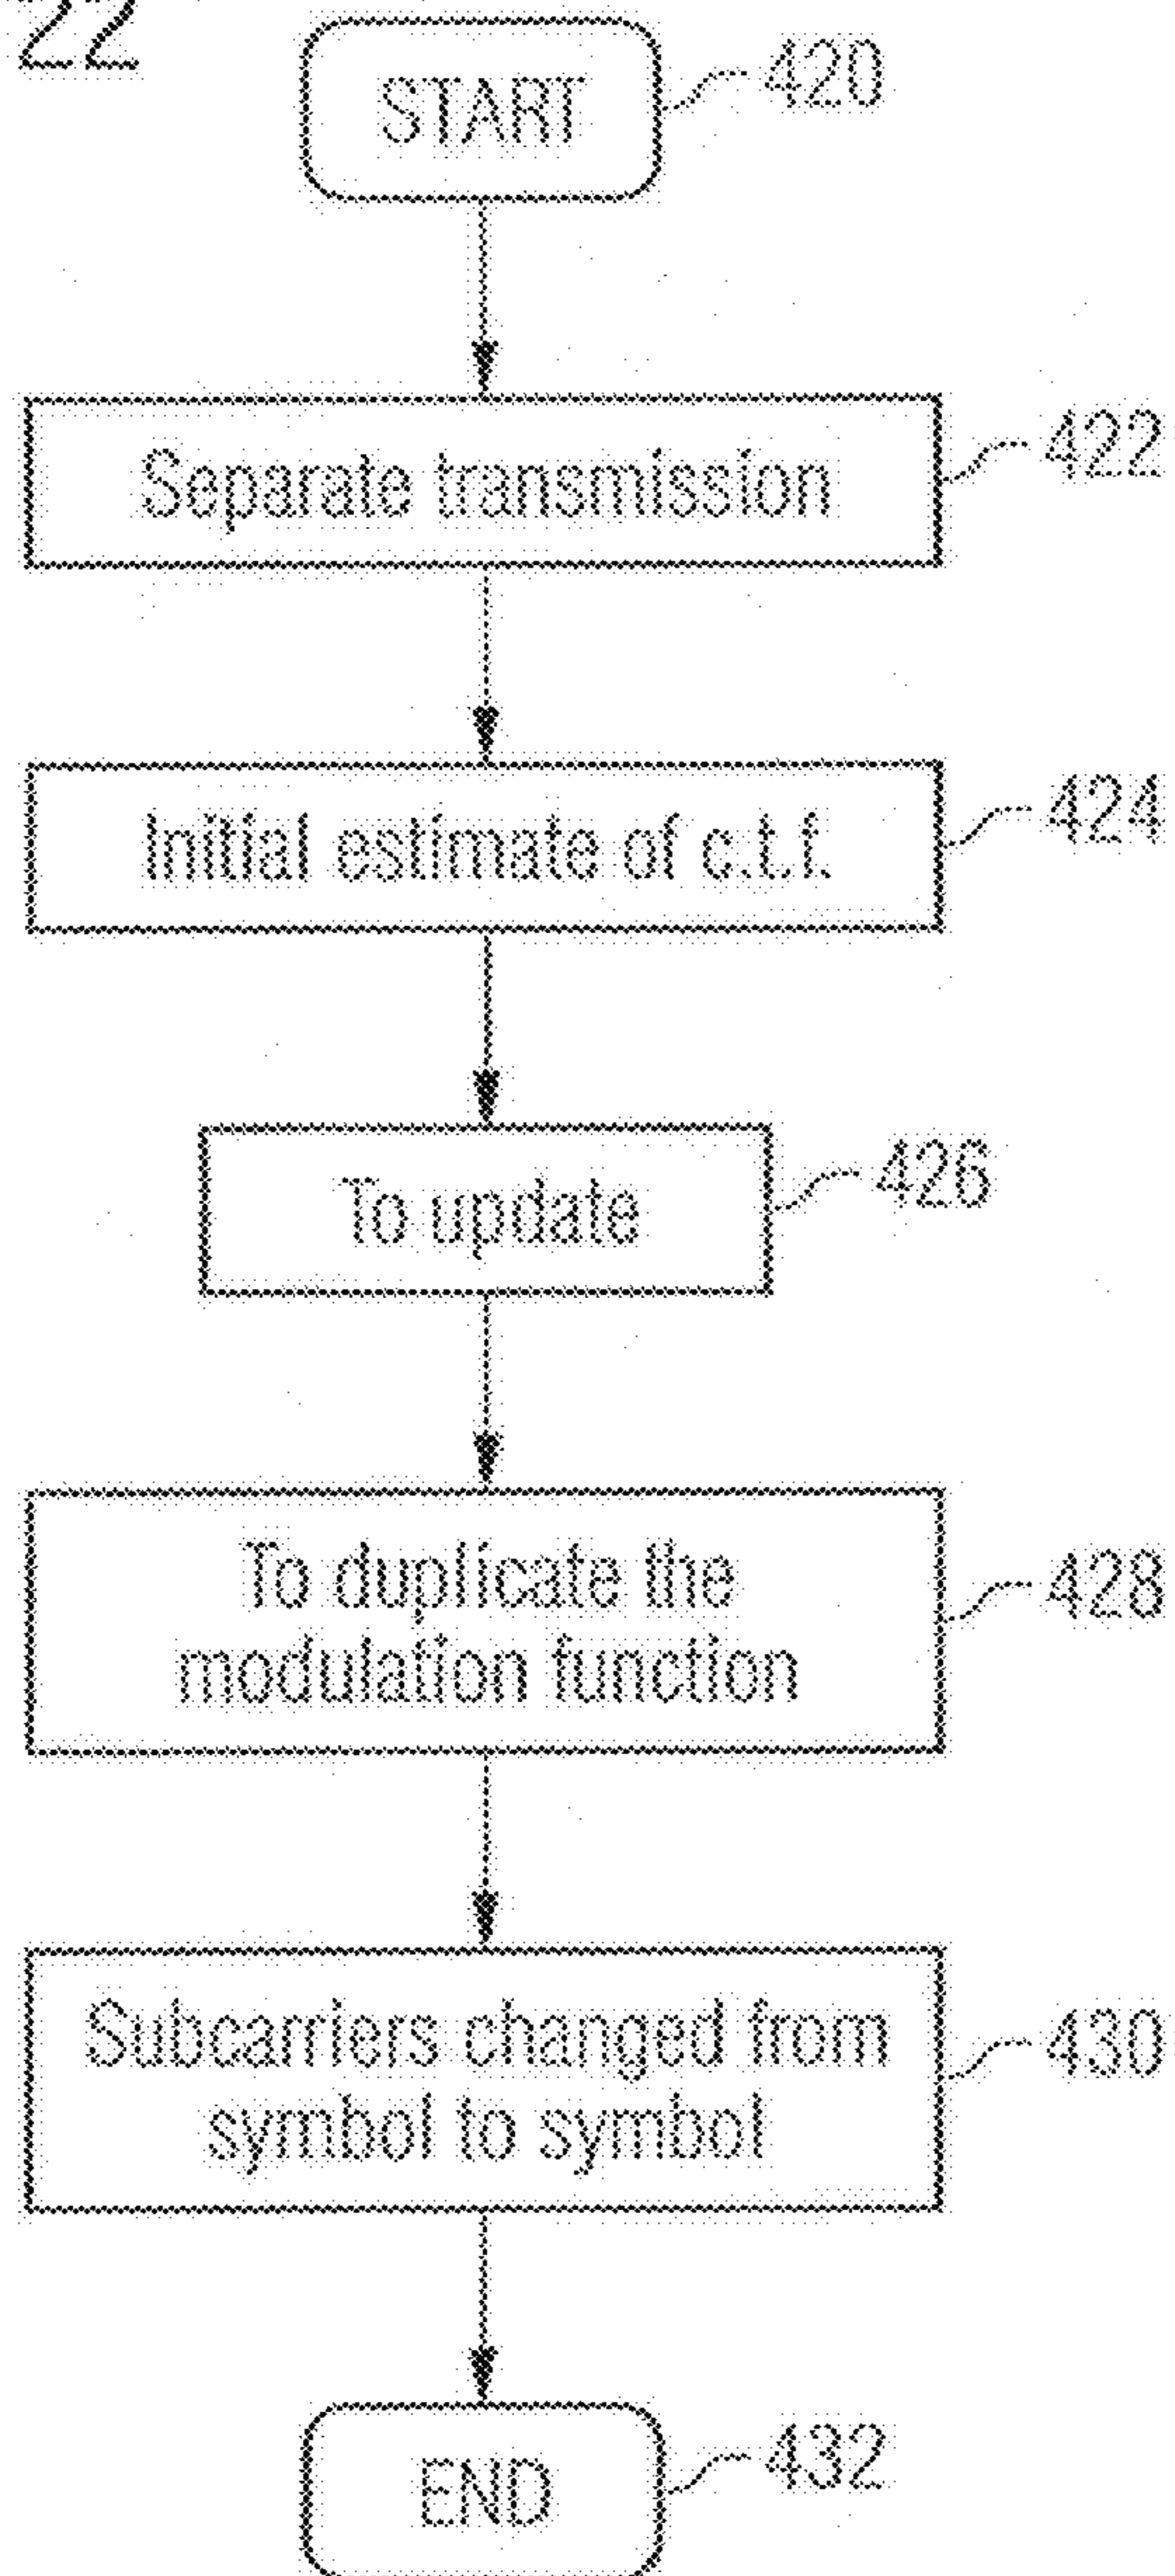 22
START
420
Separate transmission
422
Initial estimate of c.t.f.
424
To update
426
To duplicate the
modulation function
428
Subcarriers changed from
symbol to symbol
430
END
432